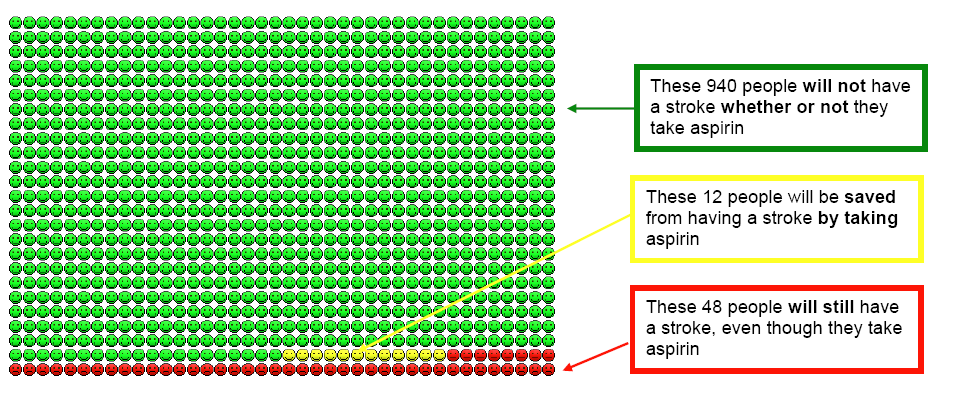 These 940 people will not have
a stroke whether or not they
take aspirin
These 12 people will be saved
from having a stroke by taking
aspirin
These 48 people will still have
a stroke, even though they take
aspirin